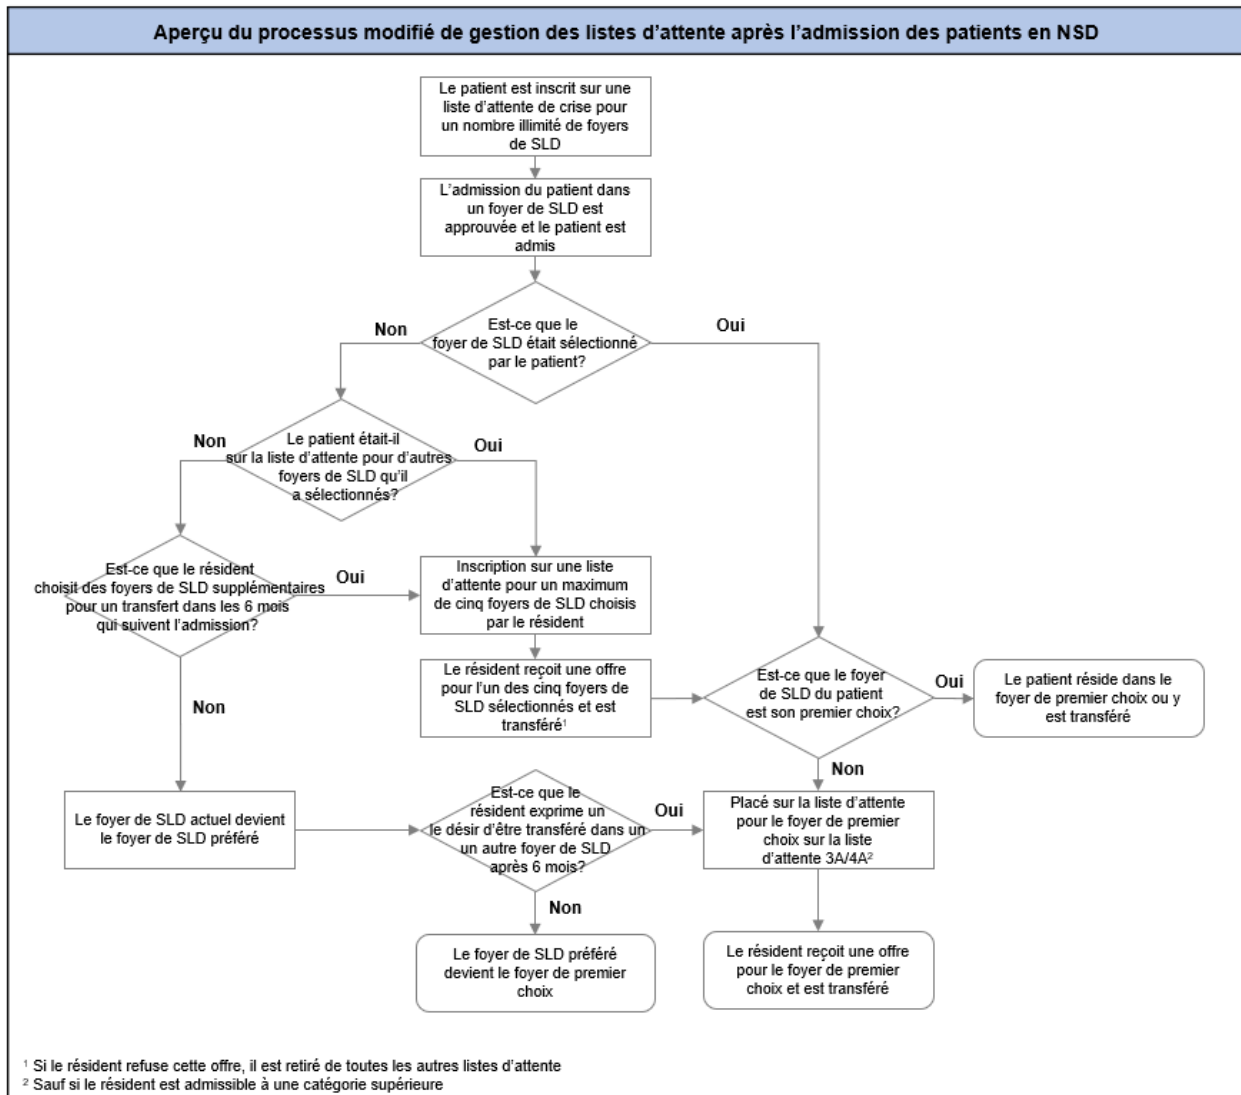 Aperçu du processus modifié de gestion des listes d'attente après l'admission des patients en NSD
Le patient est inscrit sur une
liste d'attente de crise pour
un nombre illimité de foyers
de SLD
L'admission du patient dans
un foyer de SLD est
approuvée et le patient est
admis
Est-ce que le
foyer de SLD était sélectionné
par le patient?
Non
Oui
Le patient était-il
sur la liste d'attente pour d'autres
foyers de SLD qu'il
a sélectionnés?
Non
Oui
Est-ce que le résident
choisit des foyers de SLD supplémentaires
pour un transfert dans les 6 mois
qui suivent l'admission?
Oui
Non
Inscription sur une liste
d'attente pour un maximum
de cinq foyers de SLD choisis
par le résident
Le résident reçoit une offre
pour l'un des cinq foyers de
SLD sélectionnés et est
transféré¹
Est-ce que le foyer
de SLD du patient
est son premier choix?
Oui
Non
Le patient réside dans le
foyer de premier choix ou y
est transféré
Le foyer de SLD actuel devient
le foyer de SLD préféré
Est-ce que le
résident exprime un
le désir d'être transféré dans un
un autre foyer de SLD
après 6 mois?
Oui
Non
Placé sur la liste d'attente
pour le foyer de premier
choix sur la liste
d'attente 3A/4A²
Le foyer de SLD préféré
devient le foyer de premier
choix
Le résident reçoit une offre
pour le foyer de premier
choix et est transféré
¹ Si le résident refuse cette offre, il est retiré de toutes les autres listes d'attente
² Sauf si le résident est admissible à une catégorie supérieure